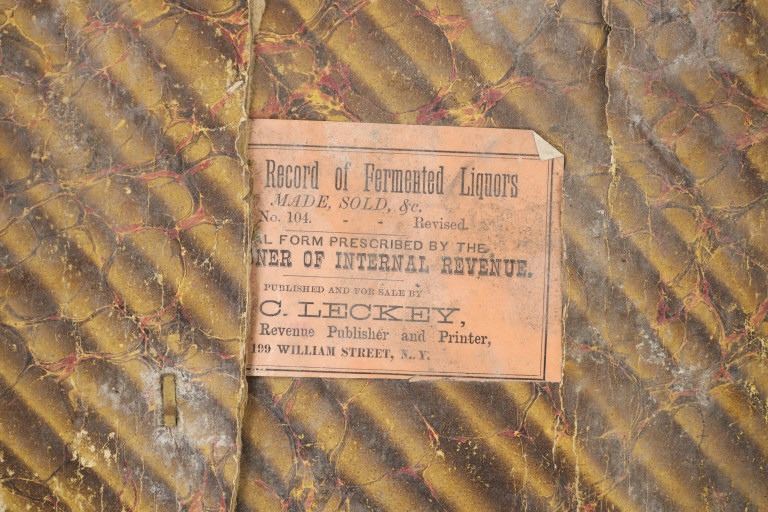 Record of Fermented Liquors
MADE, SOLD, &c.
No. 104. - - Revised.
AL FORM PRESCRIBED BY THE
NER OF INTERNAL REVENUE.
PUBLISHED AND FOR SALE BY
C. LECKEY,
Revenue Publisher and Printer,
199 WILLIAM STREET, N. Y.